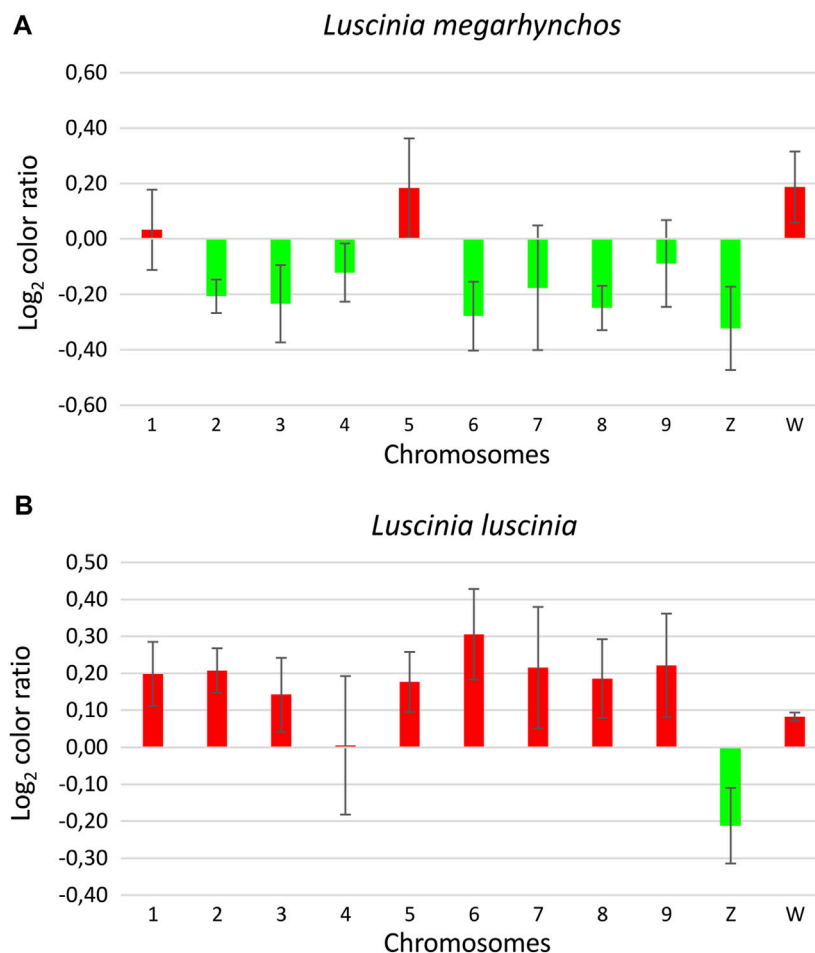 A
Luscinia megarhynchos
0,60
0,40
0,20
0,00
-0,20
-0,40
-0,60
Log₂ color ratio
1 2 3 4 5 6 7 8 9 Z W
Chromosomes
B
Luscinia luscinia
0,50
0,40
0,30
0,20
0,10
0,00
-0,10
-0,20
-0,30
-0,40
Log₂ color ratio
1 2 3 4 5 6 7 8 9 Z W
Chromosomes